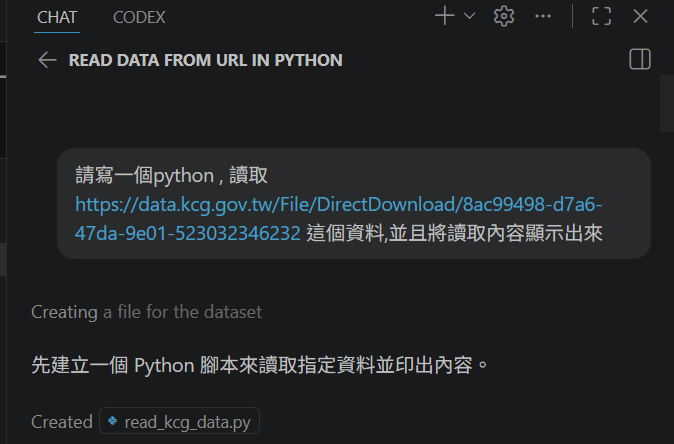 CHAT CODEX
READ DATA FROM URL IN PYTHON
請寫一個python , 讀取
https://data.kcg.gov.tw/File/DirectDownload/8ac99498-d7a6-
47da-9e01-523032346232 這個資料,並且將讀取內容顯示出來
Creating a file for the dataset
先建立一個 Python 腳本來讀取指定資料並印出內容。
Created read_kcg_data.py